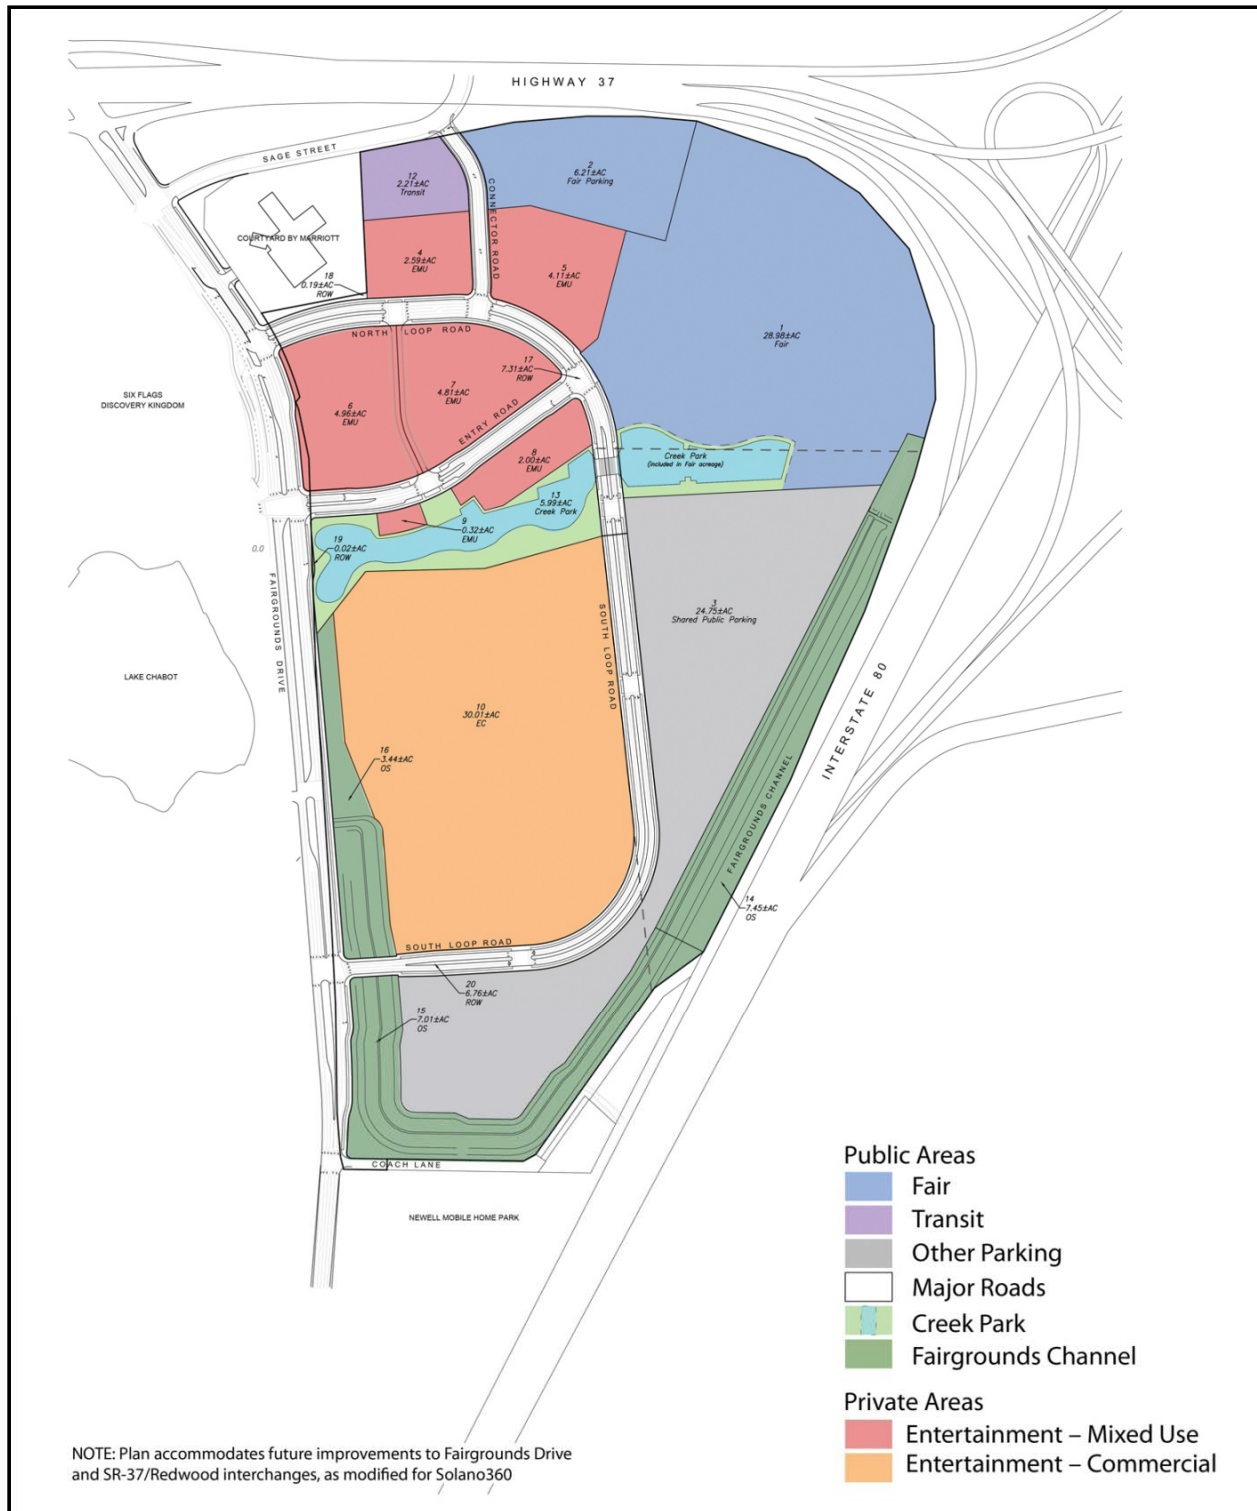 HIGHWAY 37
SAGE STREET
2
6.21±AC
Fair Parking
12
2.21±AC
Transit
CONNECTOR ROAD
COURTYARD BY MARRIOTT
4
2.59±AC
EMU
5
4.11±AC
EMU
18
0.19±AC
ROW
NORTH LOOP ROAD
1
28.98±AC
Fair
17
7.31±AC
ROW
SIX FLAGS
DISCOVERY KINGDOM
7
4.81±AC
EMU
6
4.96±AC
EMU
ENTRY ROAD
8
2.00±AC
EMU
Creek Park
(included in Fair acreage)
13
5.99±AC
Creek Park
9
0.32±AC
EMU
19
0.02±AC
ROW
0.0
FAIRGROUNDS DRIVE
3
24.75±AC
Shared Public Parking
SOUTH LOOP ROAD
LAKE CHABOT
10
30.01±AC
EC
INTERSTATE 80
16
3.44±AC
OS
FAIRGROUNDS CHANNEL
14
7.45±AC
OS
SOUTH LOOP ROAD
20
6.76±AC
ROW
15
7.01±AC
OS
COACH LANE
NEWELL MOBILE HOME PARK
Public Areas
Fair
Transit
Other Parking
Major Roads
Creek Park
Fairgrounds Channel
Private Areas
Entertainment – Mixed Use
Entertainment – Commercial
NOTE: Plan accommodates future improvements to Fairgrounds Drive
and SR-37/Redwood interchanges, as modified for Solano360